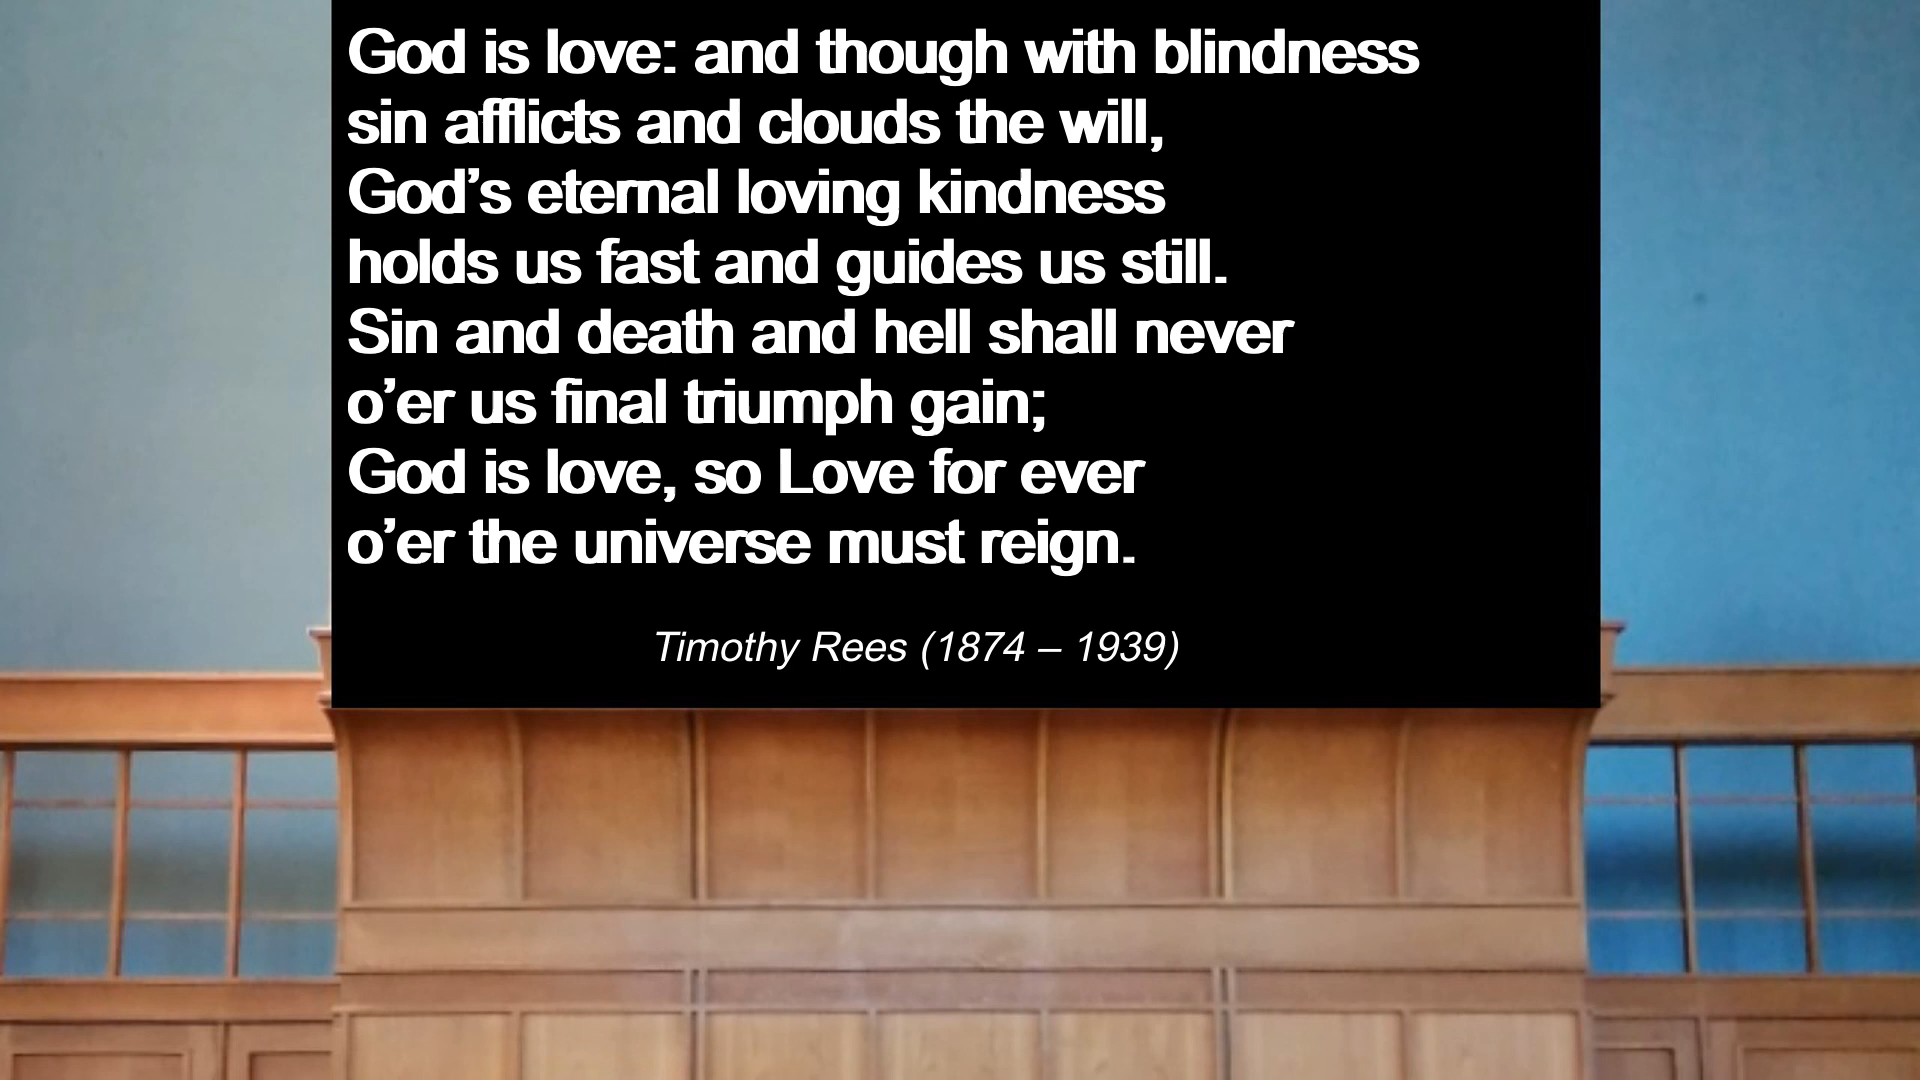 God is love: and though with blindness
sin afflicts and clouds the will,
God’s eternal loving kindness
holds us fast and guides us still.
Sin and death and hell shall never
o’er us final triumph gain;
God is love, so Love for ever
o’er the universe must reign.
Timothy Rees (1874 – 1939)